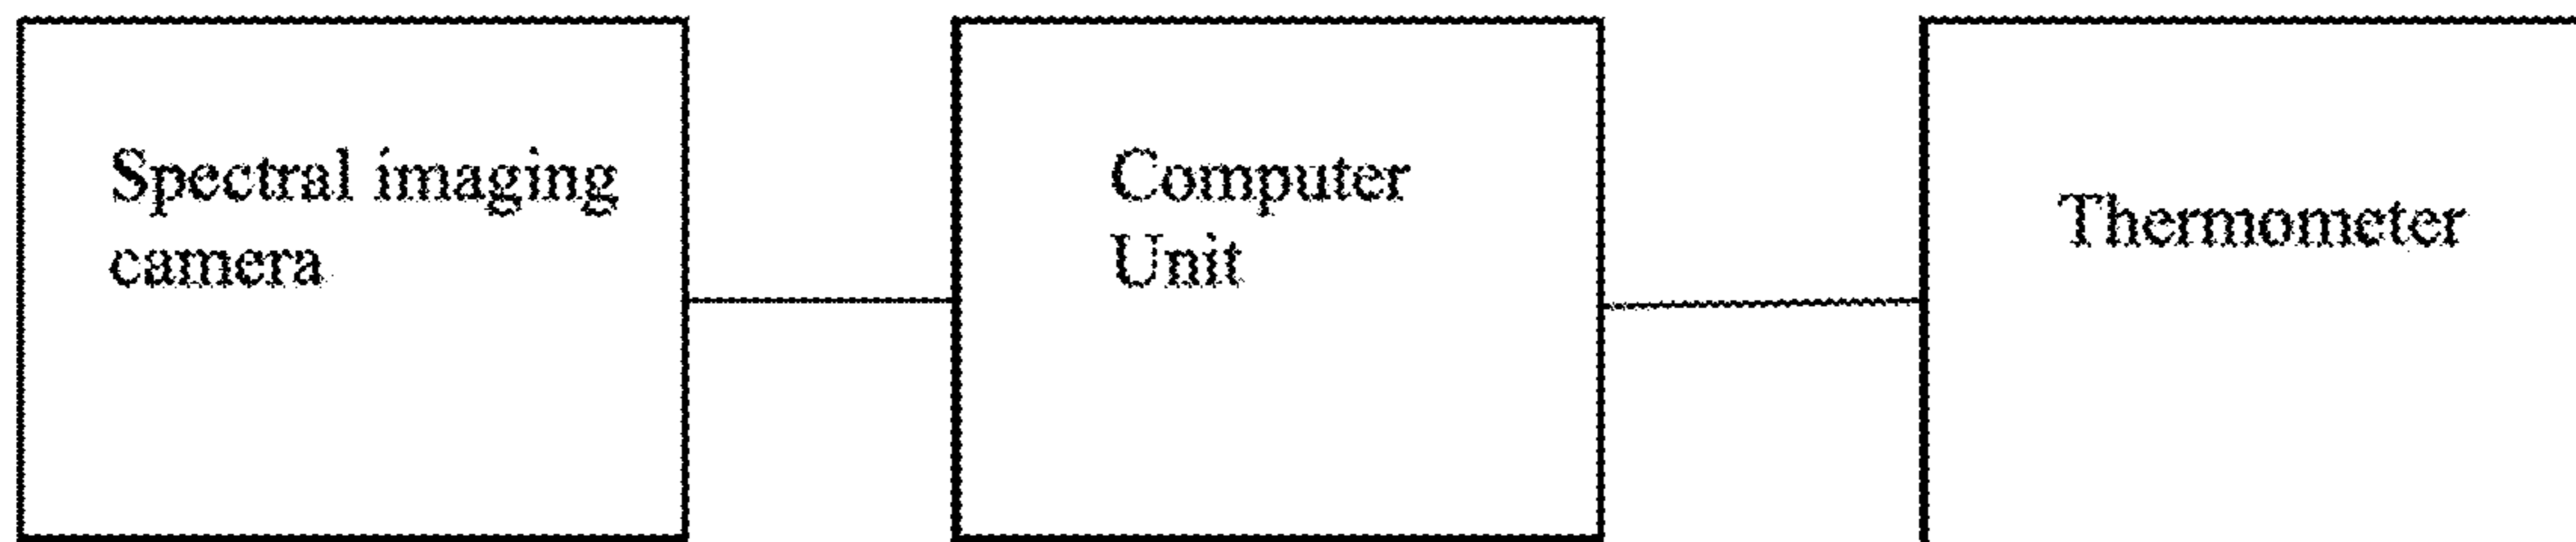 Spectral imaging
camera
Computer
Unit
Thermometer